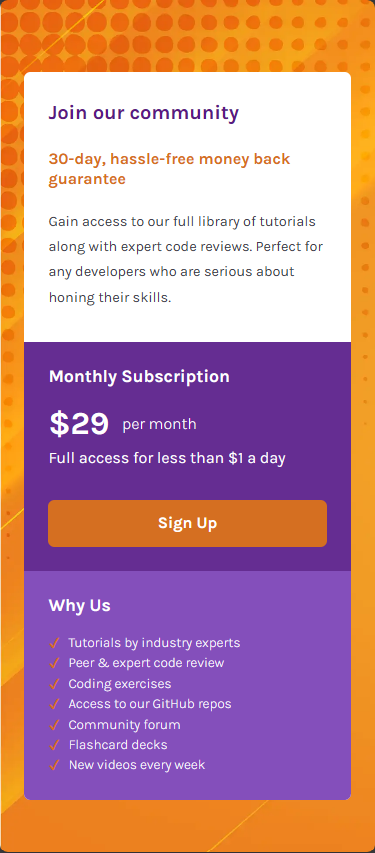 Join our community
30-day, hassle-free money back
guarantee
Gain access to our full library of tutorials
along with expert code reviews. Perfect for
any developers who are serious about
honing their skills.
Monthly Subscription
$29 per month
Full access for less than $1 a day
Sign Up
Why Us
✓ Tutorials by industry experts
✓ Peer & expert code review
✓ Coding exercises
✓ Access to our GitHub repos
✓ Community forum
✓ Flashcard decks
✓ New videos every week